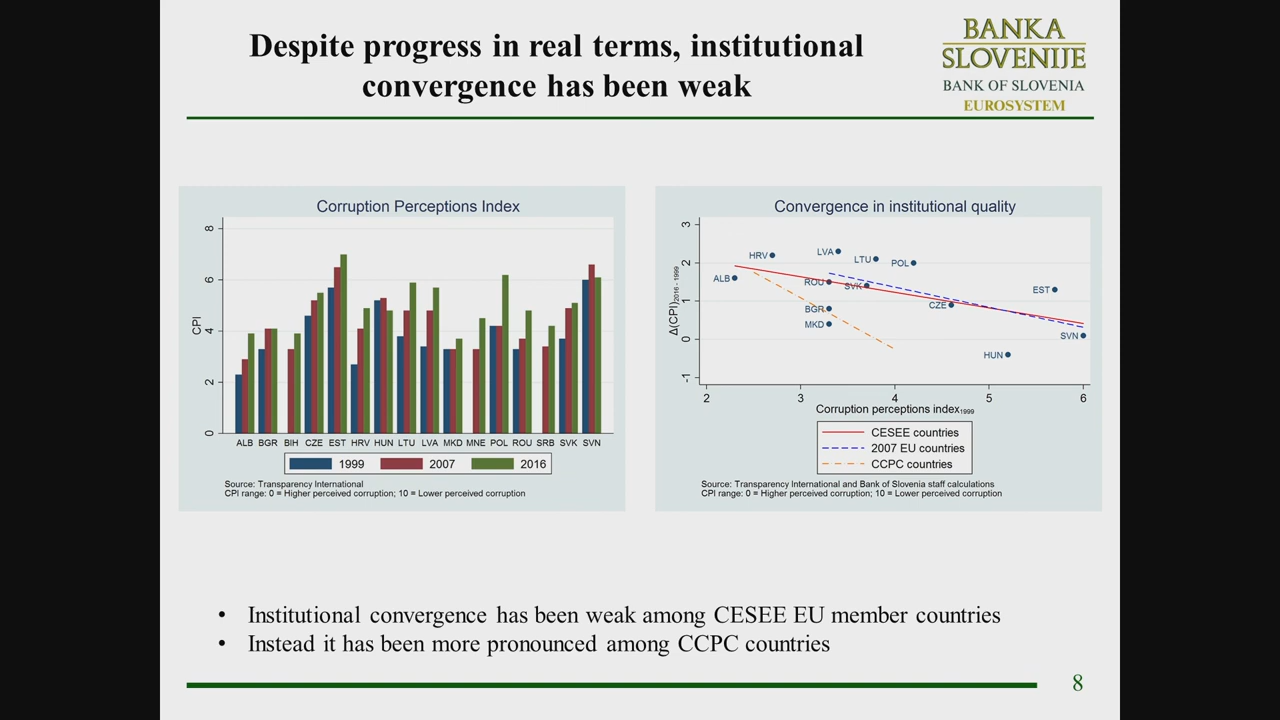 Despite progress in real terms, institutional
convergence has been weak
BANKA
SLOVENIJE
BANK OF SLOVENIA
EUROSYSTEM
Corruption Perceptions Index
CPI
8
6
4
2
0
ALB BGR BIH CZE EST HRV HUN LTU LVA MKD MNE POL ROU SRB SVK SVN
1999 2007 2016
Source: Transparency International
CPI range: 0 = Higher perceived corruption; 10 = Lower perceived corruption
Convergence in institutional quality
Δ(CPI)2016 - 1999
3
2
1
0
-1
HRV
LVA
LTU
POL
ALB
ROU
SVK
EST
BGR
CZE
MKD
SVN
HUN
2 3 4 5 6
Corruption perceptions index1999
CESEE countries
2007 EU countries
CCPC countries
Source: Transparency International and Bank of Slovenia staff calculations
CPI range: 0 = Higher perceived corruption; 10 = Lower perceived corruption
• Institutional convergence has been weak among CESEE EU member countries
• Instead it has been more pronounced among CCPC countries
8